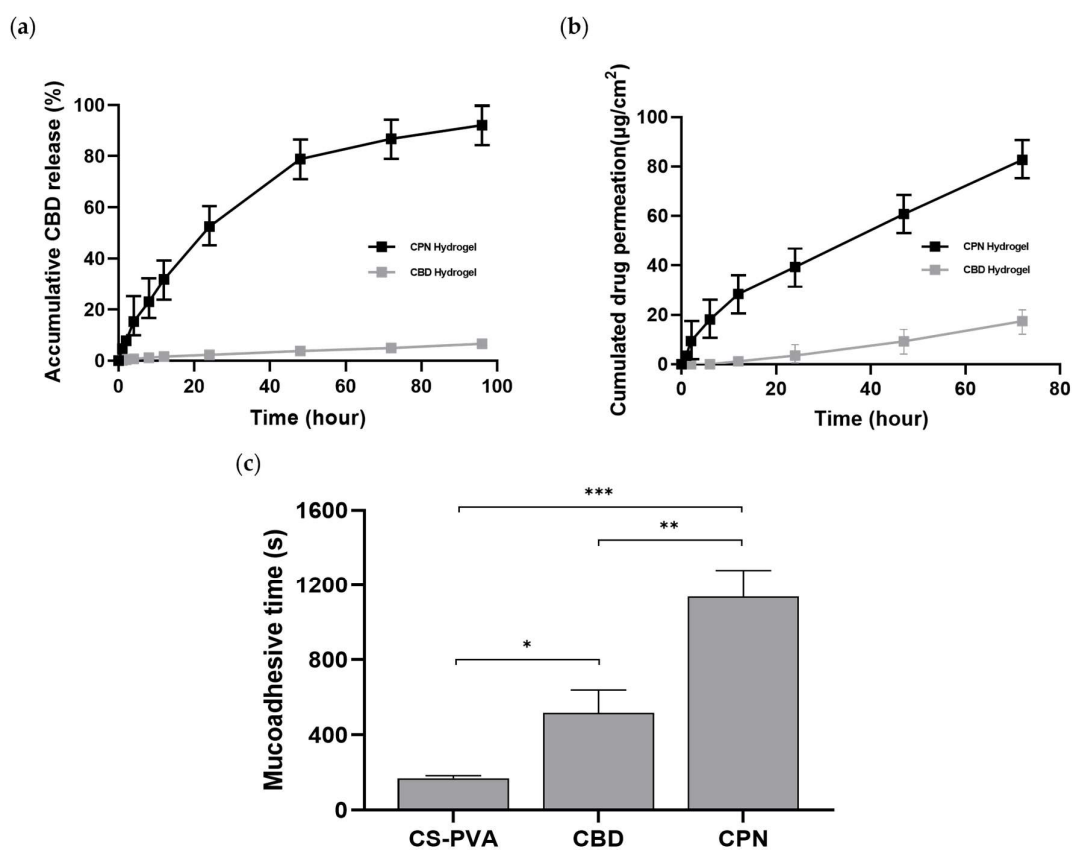 (a)
Accumulative CBD release (%)
100
80
60
40
20
0
CPN Hydrogel
CBD Hydrogel
0 20 40 60 80 100
Time (hour)
(b)
Cumulated drug permeation(µg/cm²)
100
80
60
40
20
0
CPN Hydrogel
CBD Hydrogel
0 20 40 60 80
Time (hour)
(c)
Mucoadhesive time (s)
1600
1200
800
400
0
***
**
*
CS-PVA CBD CPN